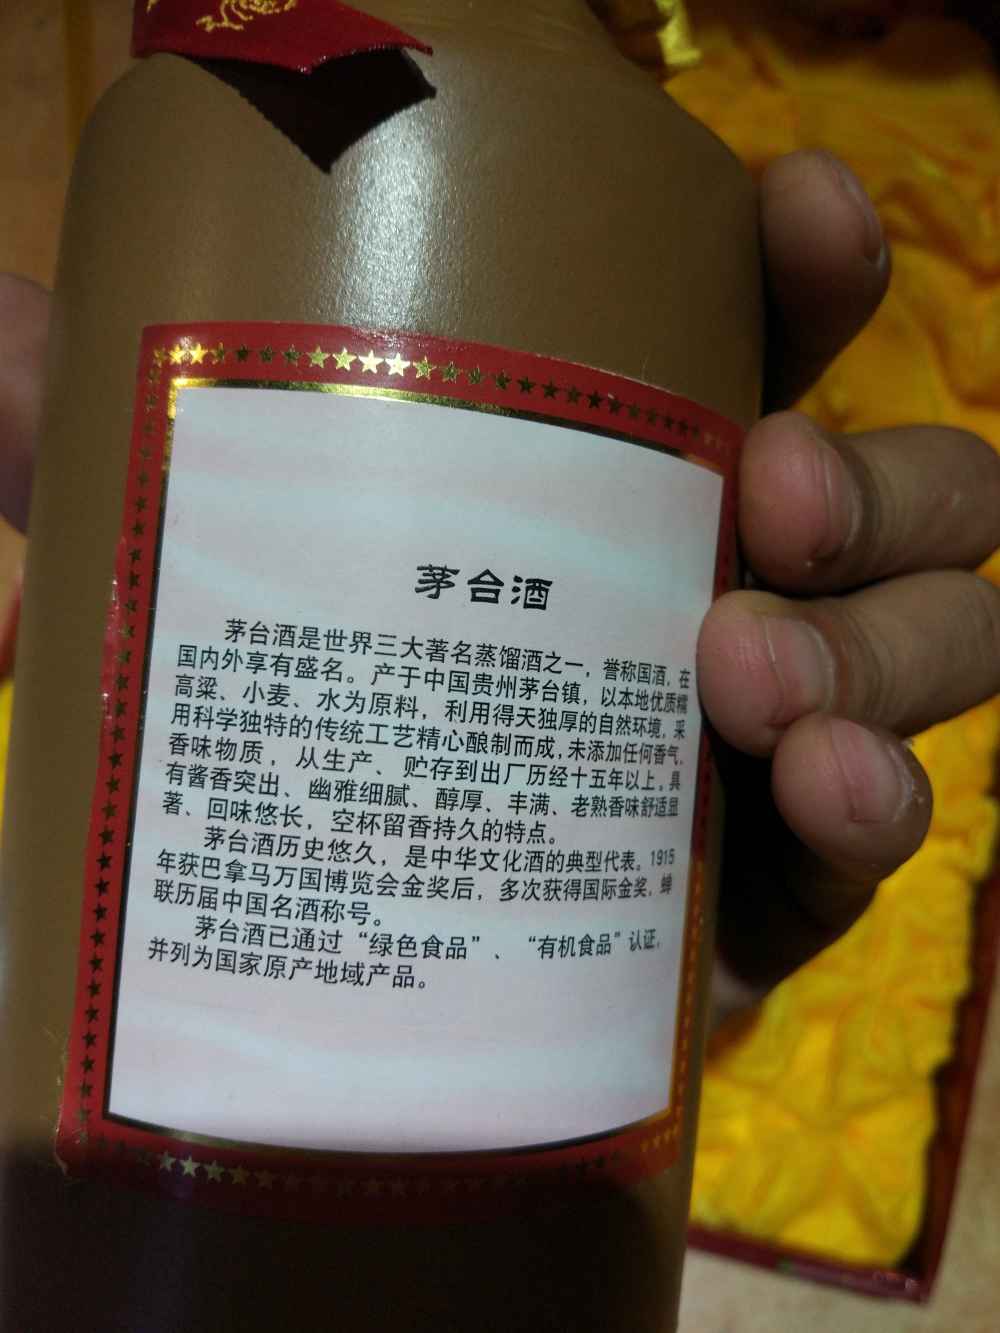 茅台酒
茅台酒是世界三大著名蒸馏酒之一，誉称国酒，在
国内外享有盛名。产于中国贵州茅台镇，以本地优质糯
高粱、小麦、水为原料，利用得天独厚的自然环境，采
用科学独特的传统工艺精心酿制而成，未添加任何香气、
香味物质，从生产、贮存到出厂历经十五年以上。具
有酱香突出、幽雅细腻、醇厚、丰满、老熟香味舒适显
著、回味悠长，空杯留香持久的特点。
茅台酒历史悠久，是中华文化酒的典型代表。1915
年获巴拿马万国博览会金奖后，多次获得国际金奖，蝉
联历届中国名酒称号。
茅台酒已通过“绿色食品”、“有机食品”认证，
并列为国家原产地域产品。